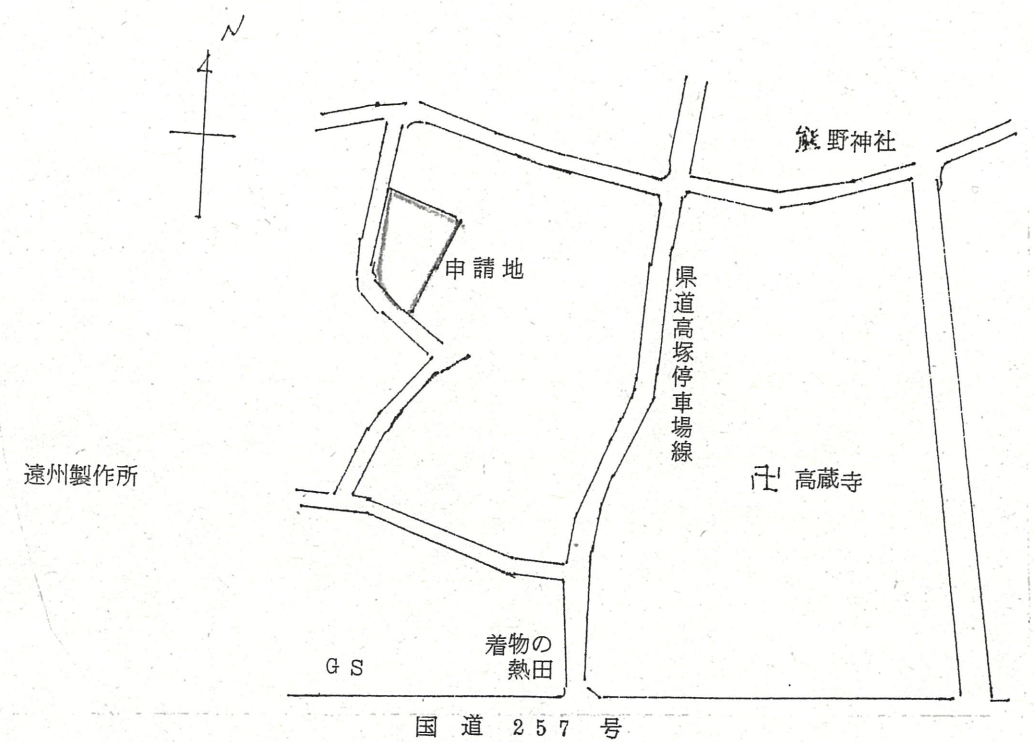 N
熊野神社
申請地
県道高塚停車場線
遠州製作所
卍 高蔵寺
着物の
熱田
GS
国道257号